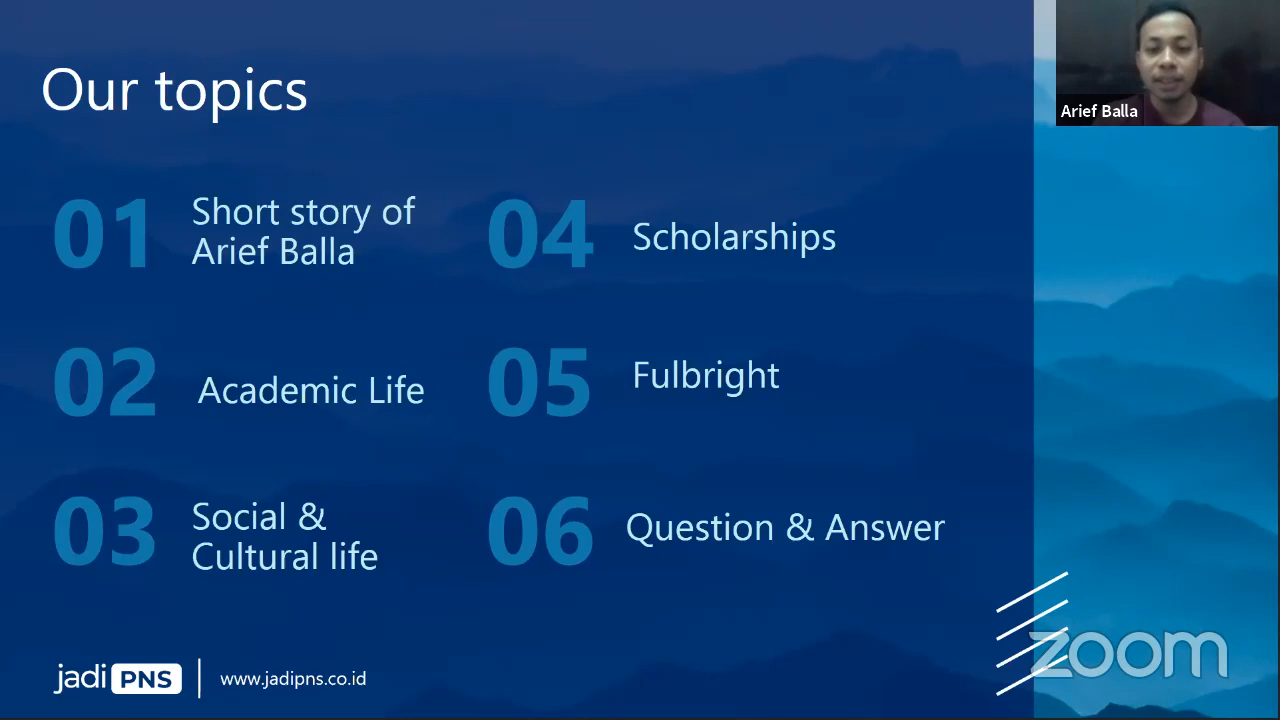 Our topics
Arief Balla
01
Short story of
Arief Balla
02
Academic Life
03
Social &
Cultural life
04
Scholarships
05
Fulbright
06
Question & Answer
jadi PNS
www.jadipns.co.id
zoom